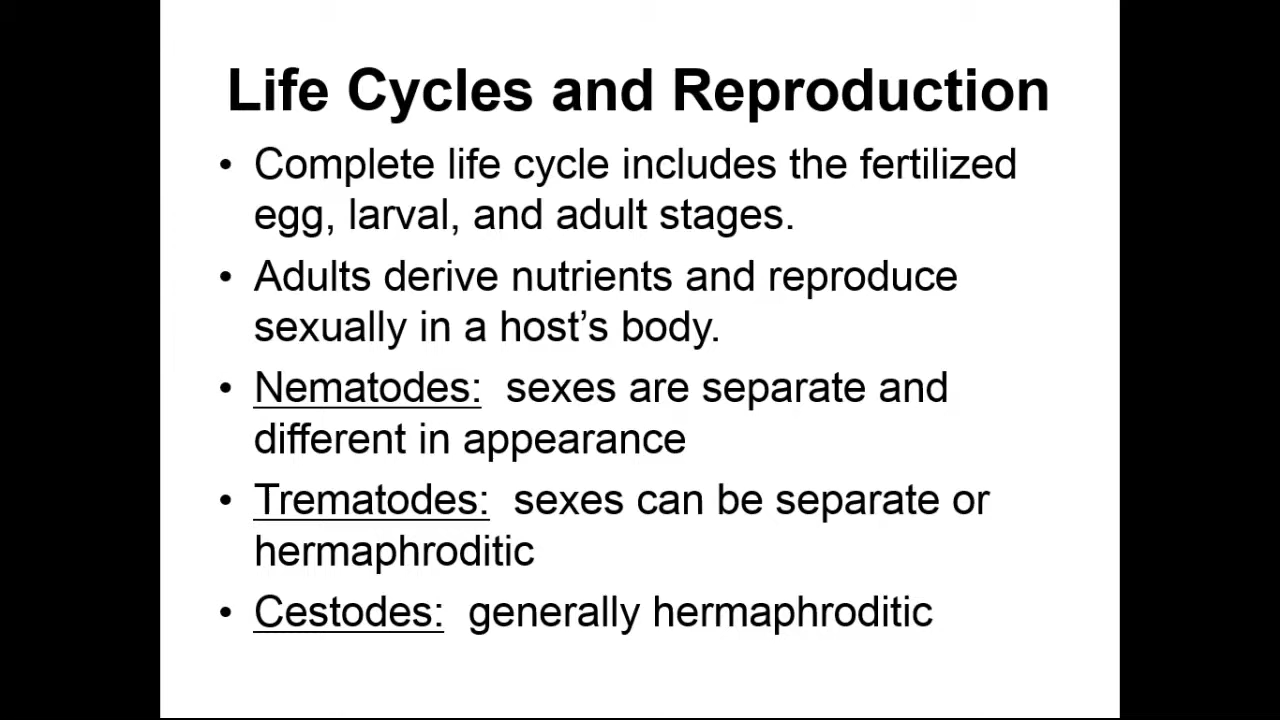 Life Cycles and Reproduction
• Complete life cycle includes the fertilized
egg, larval, and adult stages.
• Adults derive nutrients and reproduce
sexually in a host’s body.
• Nematodes:  sexes are separate and
different in appearance
• Trematodes:  sexes can be separate or
hermaphroditic
• Cestodes:  generally hermaphroditic